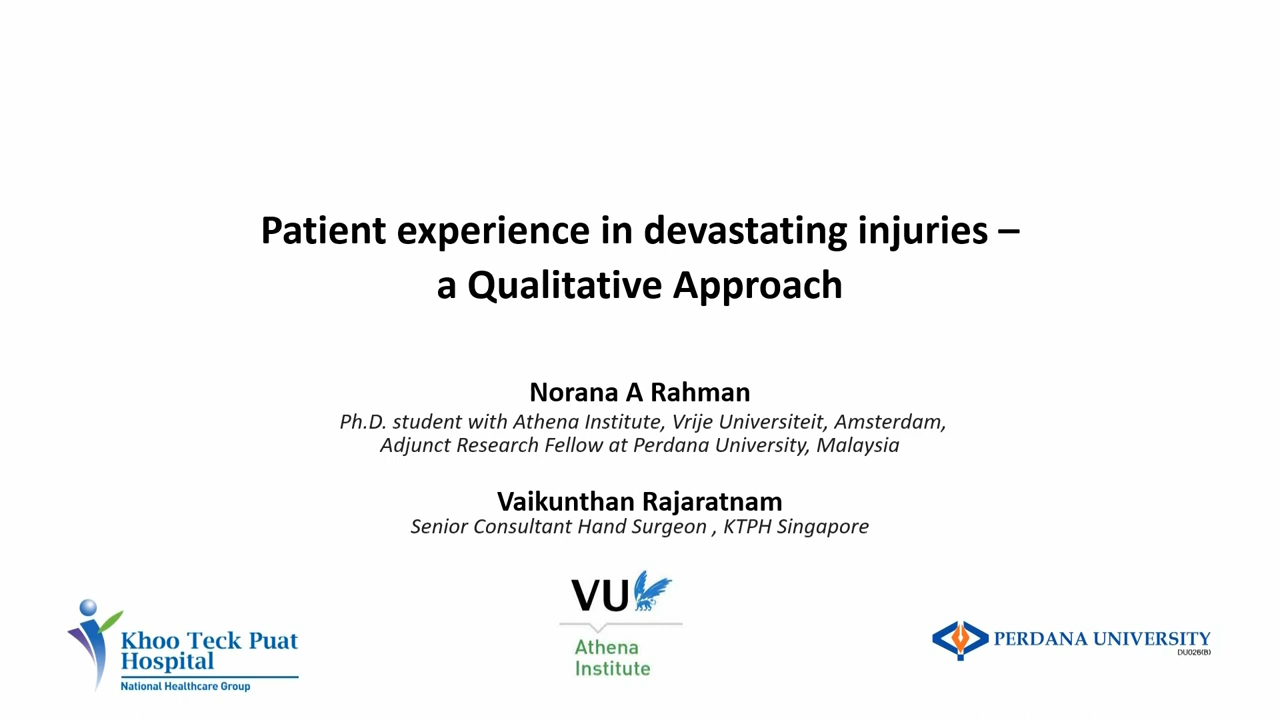 Patient experience in devastating injuries –
a Qualitative Approach
Norana A Rahman
Ph.D. student with Athena Institute, Vrije Universiteit, Amsterdam,
Adjunct Research Fellow at Perdana University, Malaysia
Vaikunthan Rajaratnam
Senior Consultant Hand Surgeon , KTPH Singapore
Khoo Teck Puat
Hospital
National Healthcare Group
VU
Athena
Institute
PERDANA UNIVERSITY
DU026(B)